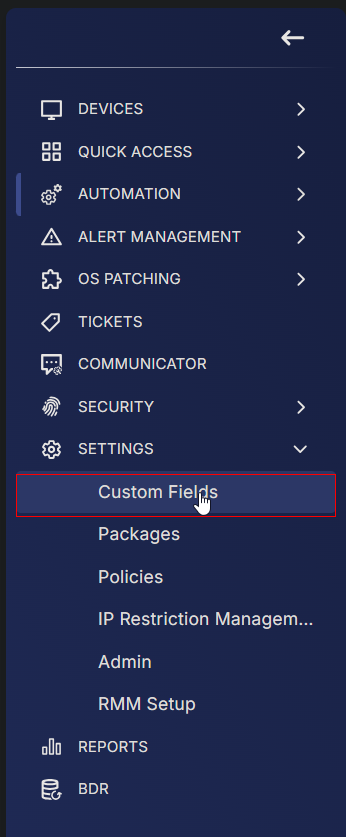 DEVICES
QUICK ACCESS
AUTOMATION
ALERT MANAGEMENT
OS PATCHING
TICKETS
COMMUNICATOR
SECURITY
SETTINGS
Custom Fields
Packages
Policies
IP Restriction Managem...
Admin
RMM Setup
REPORTS
BDR